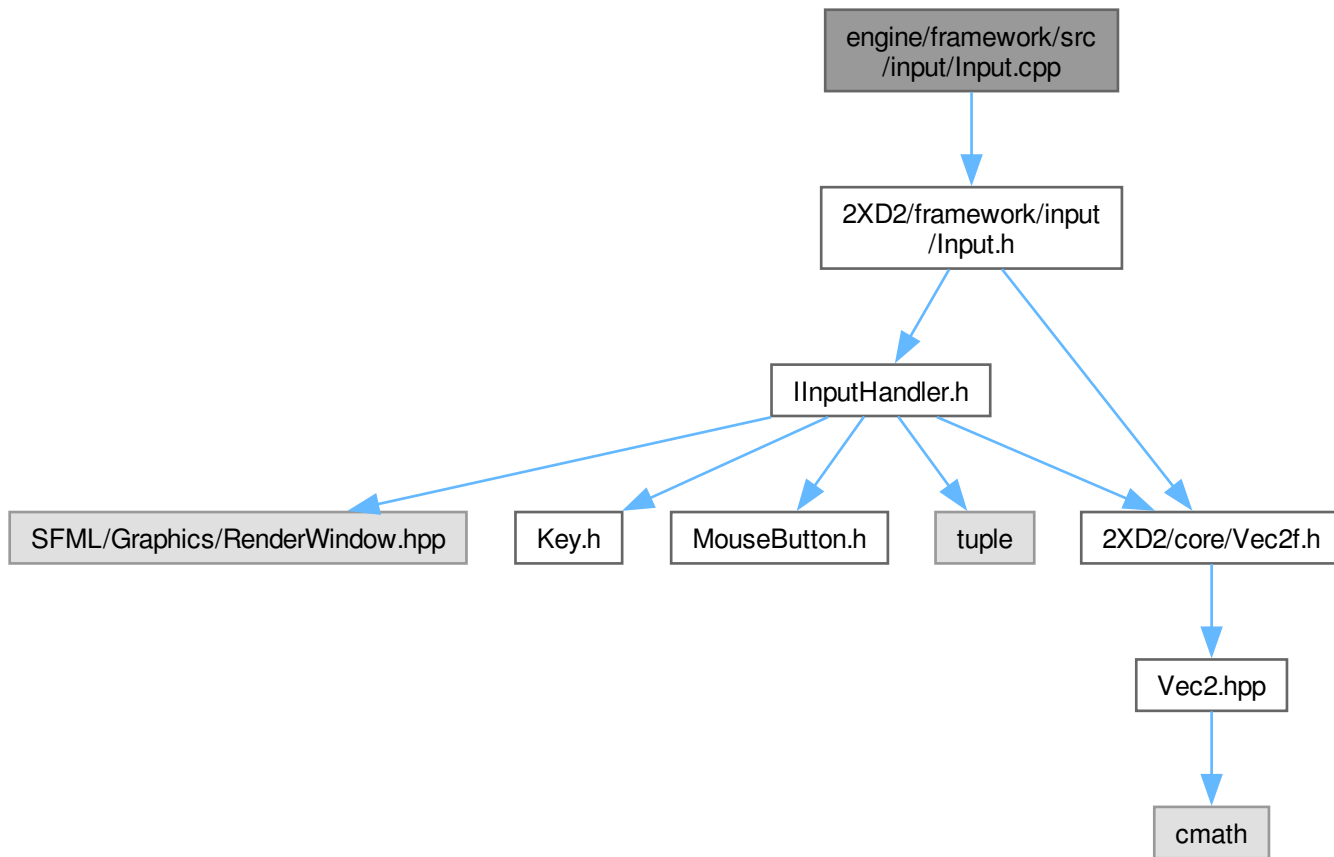 engine/framework/src
/input/Input.cpp
2XD2/framework/input
/Input.h
IInputHandler.h
SFML/Graphics/RenderWindow.hpp
Key.h
MouseButton.h
tuple
2XD2/core/Vec2f.h
Vec2.hpp
cmath